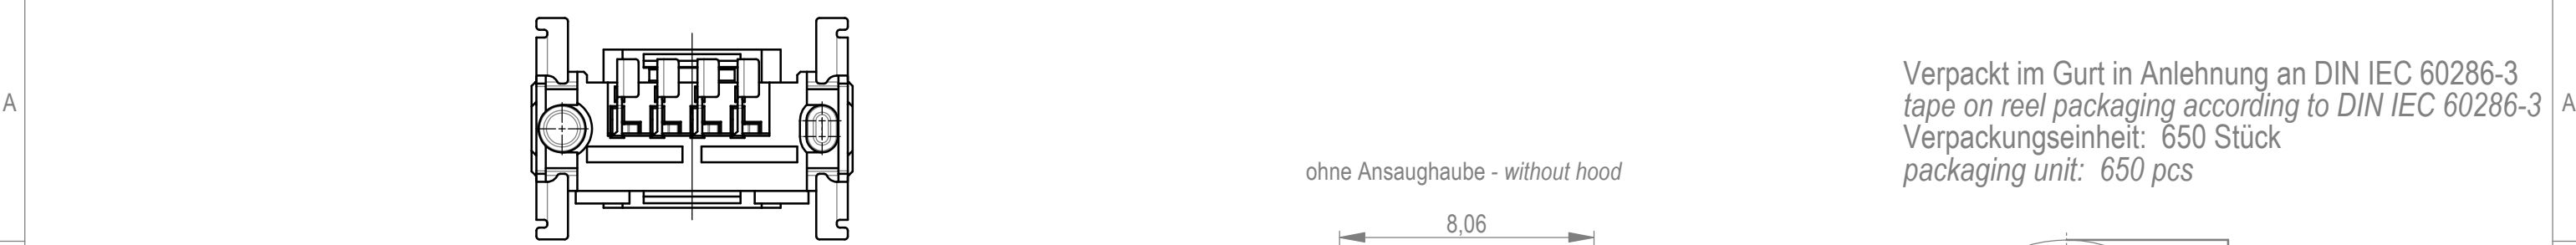 A
Verpackt im Gurt in Anlehnung an DIN IEC 60286-3
tape on reel packaging according to DIN IEC 60286-3
A
Verpackungseinheit: 650 Stück
packaging unit: 650 pcs
ohne Ansaughaube - without hood
8,06